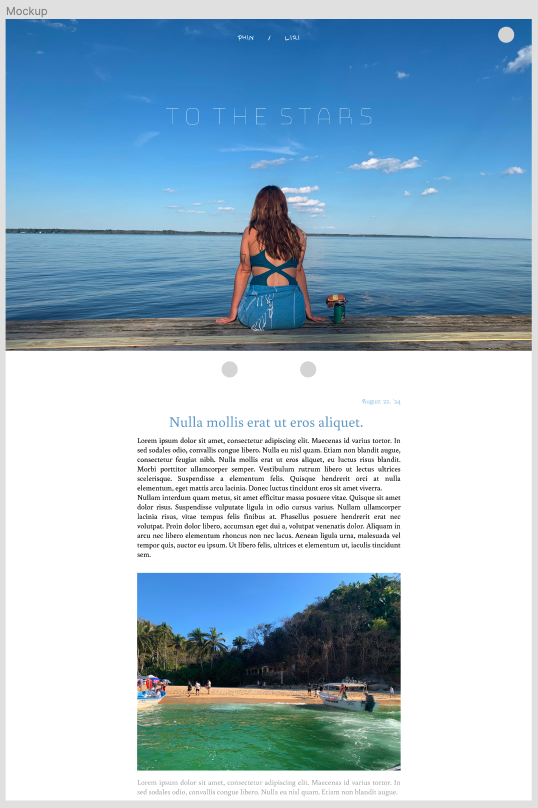 Mockup
PHIN / LIRI
TO THE STARS
August 22, '24
Nulla mollis erat ut eros aliquet.
Lorem ipsum dolor sit amet, consectetur adipiscing elit. Maecenas id varius tortor. In
sed sodales odio, convallis congue libero. Nulla eu nisl quam. Etiam non blandit augue,
consectetur feugiat nibh. Nulla mollis erat ut eros aliquet, eu luctus risus blandit.
Morbi porttitor ullamcorper semper. Vestibulum rutrum libero ut lectus ultrices
scelerisque. Suspendisse a elementum felis. Quisque hendrerit orci at nulla
elementum, eget mattis arcu lacinia. Donec luctus tincidunt eros sit amet viverra.
Nullam interdum quam metus, sit amet efficitur massa posuere vitae. Quisque sit amet
dolor risus. Suspendisse vulputate ligula in odio cursus varius. Nullam ullamcorper
lacinia risus, vitae tempus felis finibus at. Phasellus posuere hendrerit erat nec
volutpat. Proin dolor libero, accumsan eget dui a, volutpat venenatis dolor. Aliquam in
arcu nec libero elementum rhoncus non nec lacus. Aenean ligula urna, malesuada vel
tempor quis, auctor eu ipsum. Ut libero felis, ultrices et elementum ut, iaculis tincidunt
sem.
Lorem ipsum dolor sit amet, consectetur adipiscing elit. Maecenas id varius tortor. In
sed sodales odio, convallis congue libero. Nulla eu nisl quam. Etiam non blandit augue.